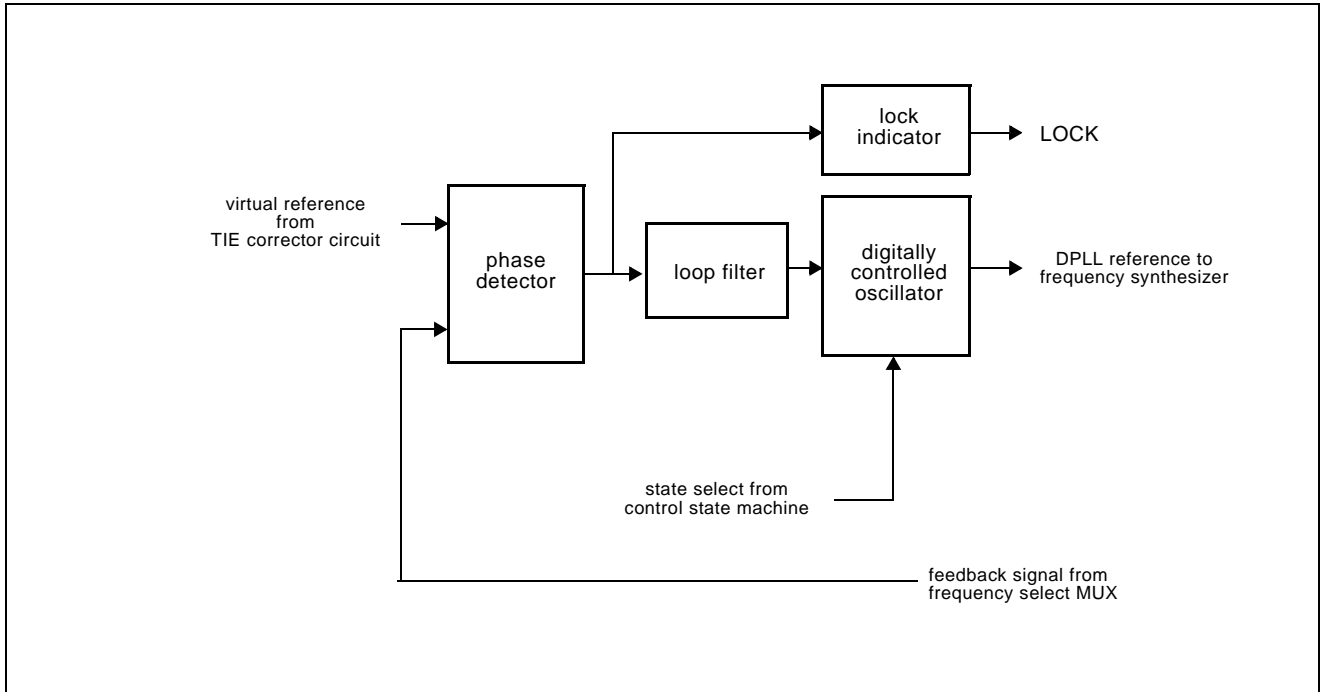 lock
indicator
LOCK
virtual reference
from
TIE corrector circuit
phase
detector
loop filter
digitally
controlled
oscillator
DPLL reference to
frequency synthesizer
state select from
control state machine
feedback signal from
frequency select MUX